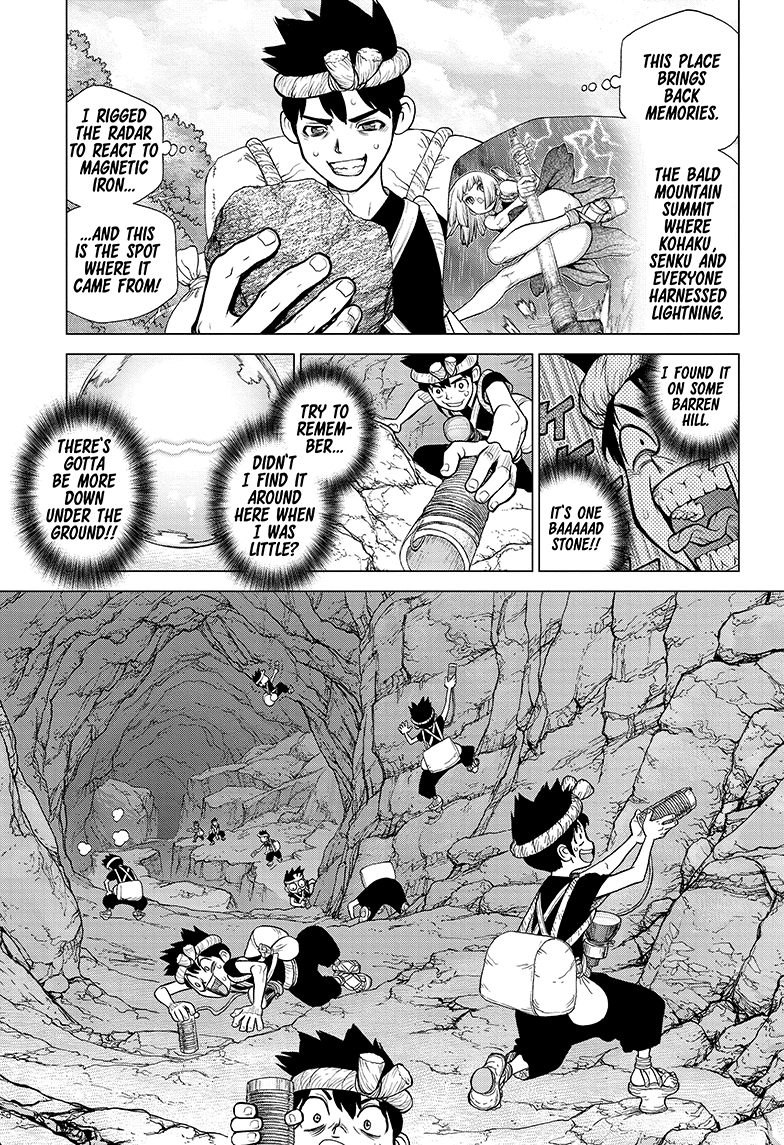 THIS PLACE
BRINGS
BACK
MEMORIES.
THE BALD
MOUNTAIN
SUMMIT
WHERE
KOHAKU,
SENKU AND
EVERYONE
HARNESSED
LIGHTNING.
I RIGGED
THE RADAR
TO REACT TO
MAGNETIC
IRON...
...AND THIS
IS THE SPOT
WHERE IT
CAME FROM!
I FOUND IT
ON SOME
BARREN
HILL.
IT'S ONE
BAAAAAD
STONE!!
TRY TO
REMEM-
BER...
DIDN'T
I FIND IT
AROUND
HERE WHEN
I WAS
LITTLE?
THERE'S
GOTTA
BE MORE
DOWN
UNDER THE
GROUND!!